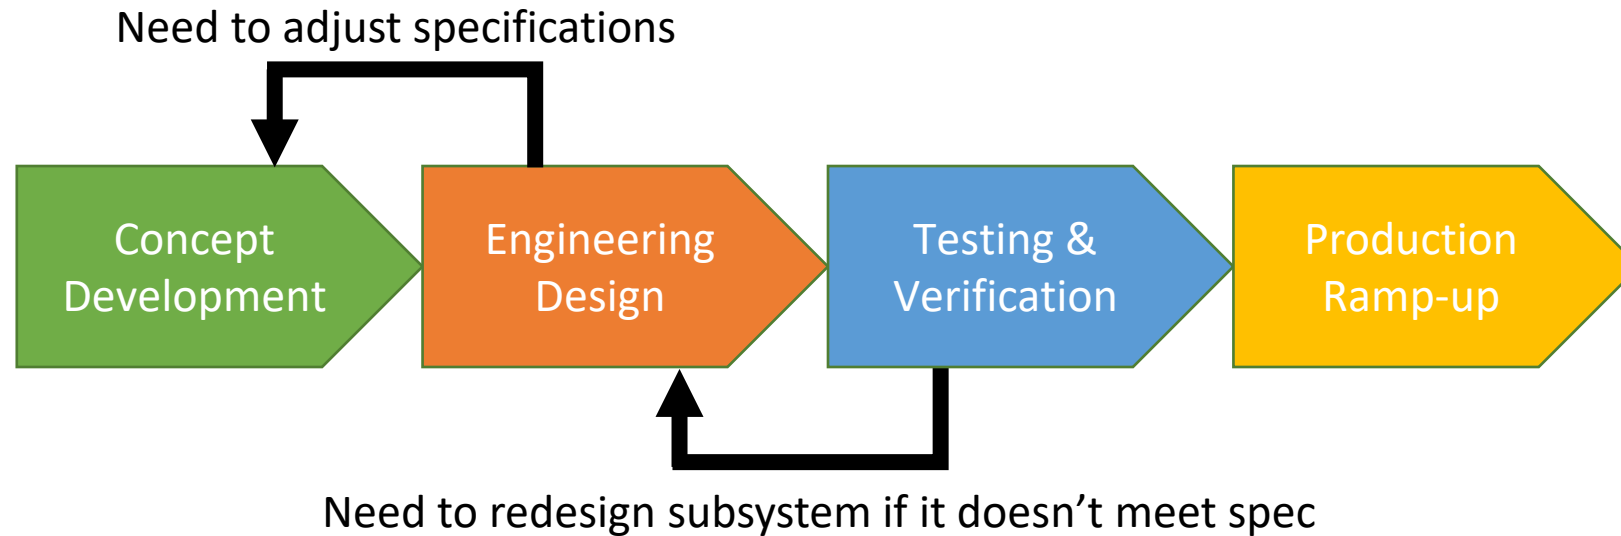 Need to adjust specifications
Concept
Development
Engineering
Design
Testing &
Verification
Production
Ramp-up
Need to redesign subsystem if it doesn’t meet spec